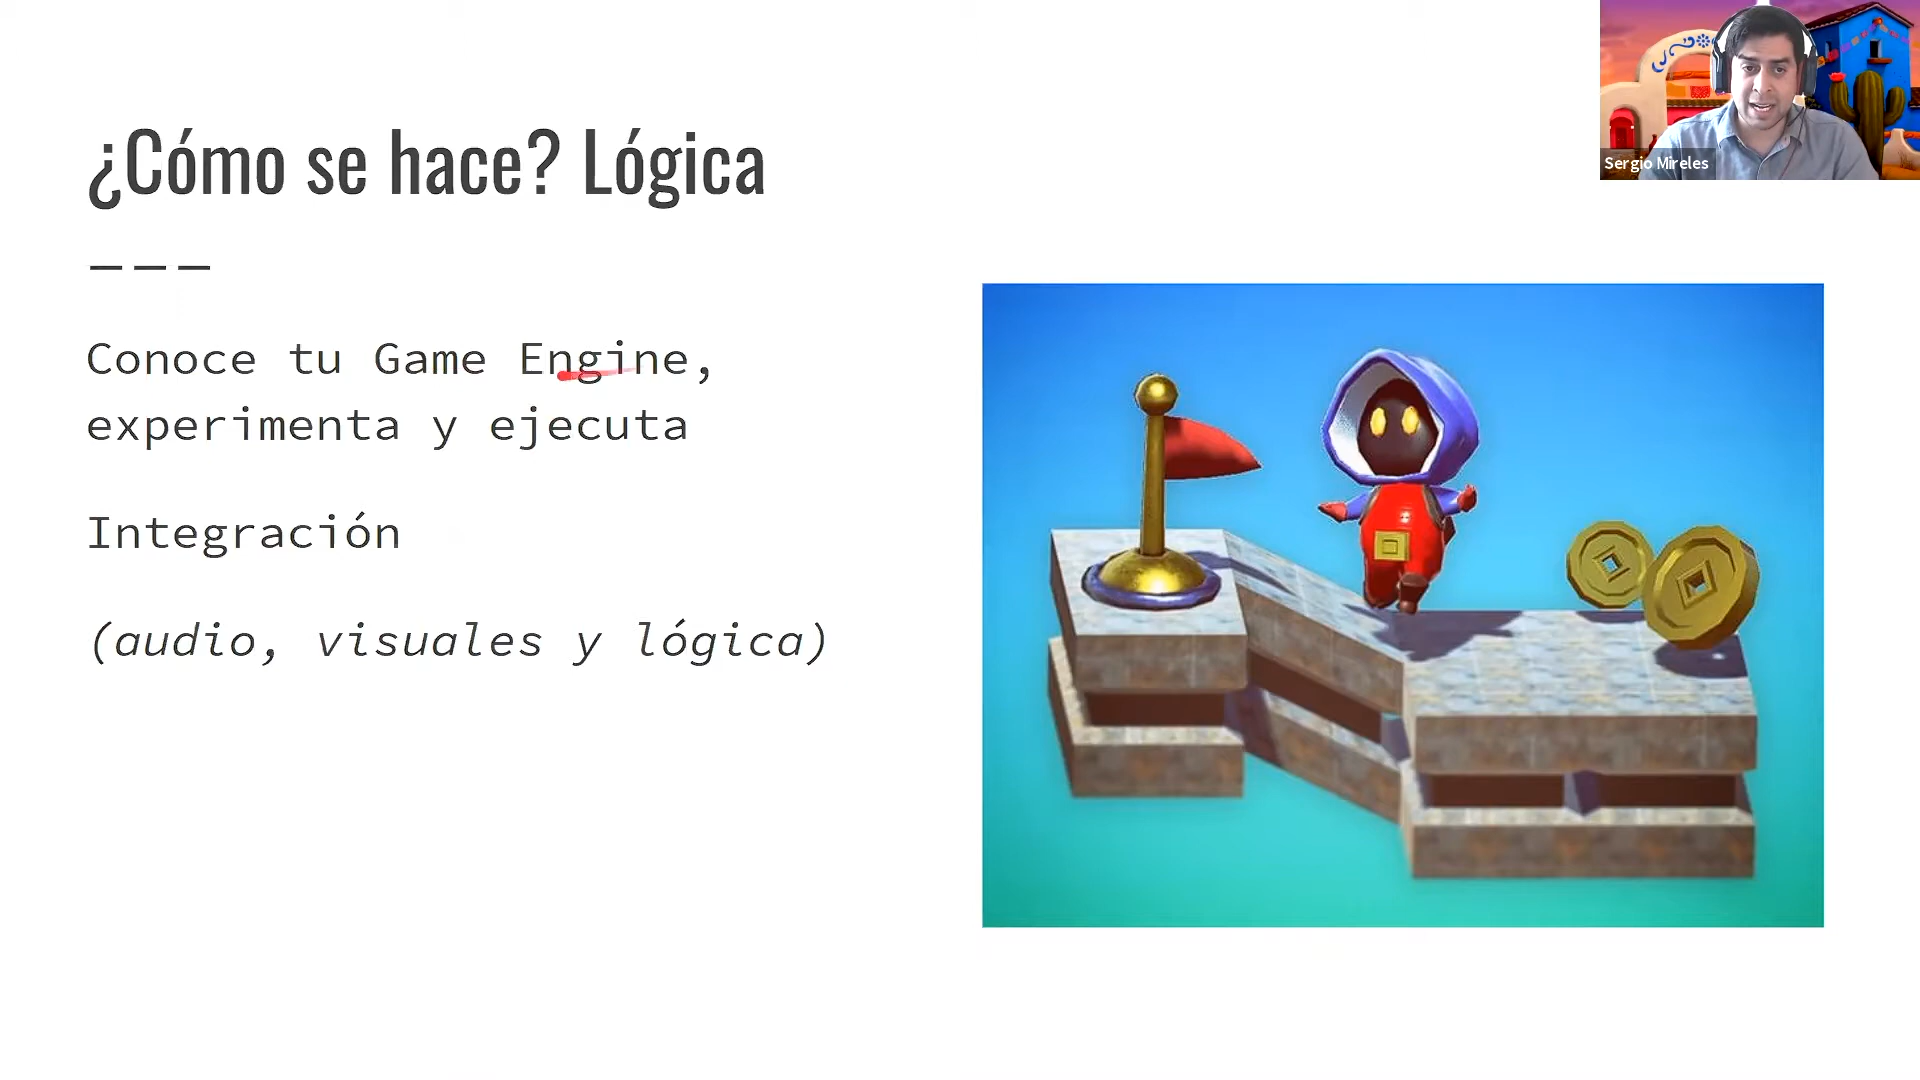 ¿Cómo se hace? Lógica
Conoce tu Game Engine,
experimenta y ejecuta
Integración
(audio, visuales y lógica)
Sergio Mireles